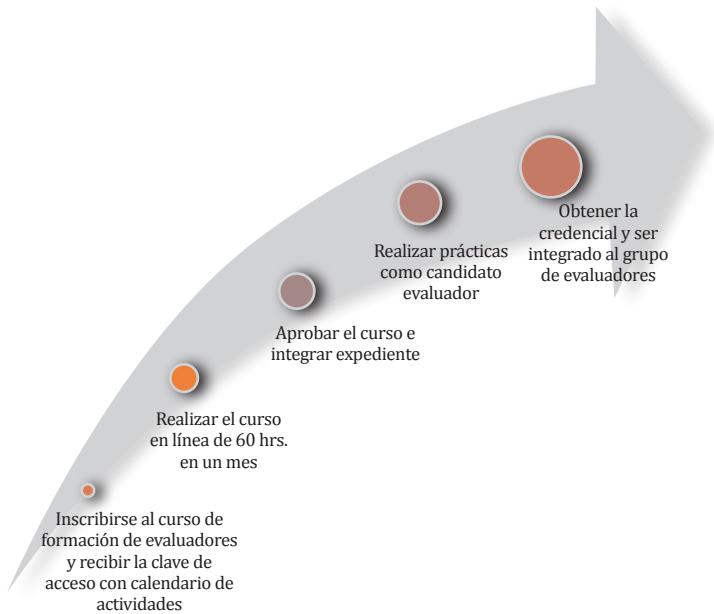 Inscribirse al curso de
formación de evaluadores
y recibir la clave de
acceso con calendario de
actividades
Realizar el curso
en línea de 60 hrs.
en un mes
Aprobar el curso e
integrar expediente
Realizar prácticas
como candidato
evaluador
Obtener la
credencial y ser
integrado al grupo
de evaluadores